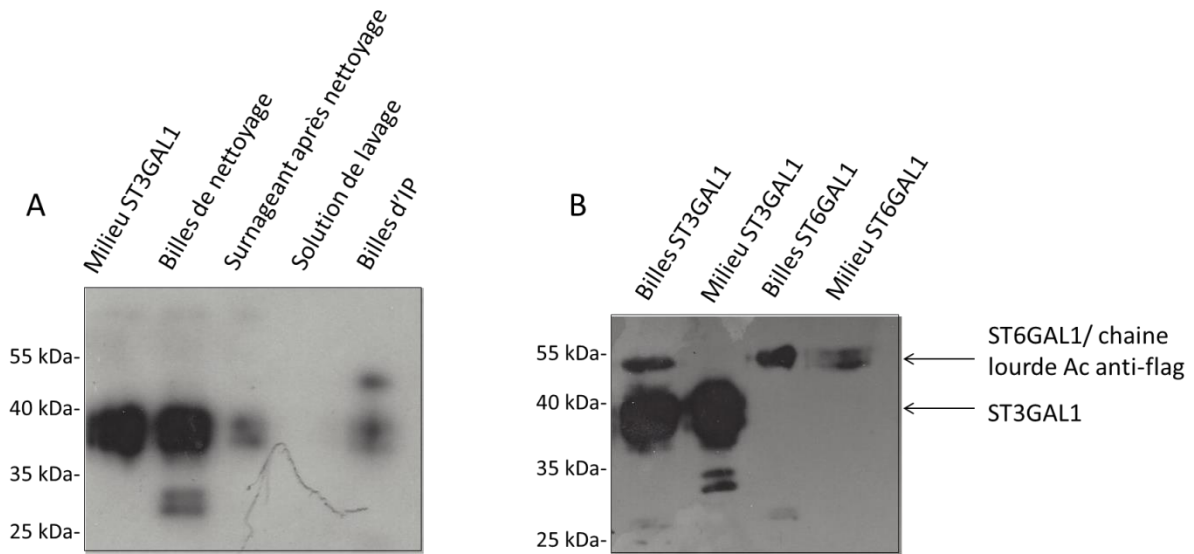 A
Milieu ST3GAL1
Billes de nettoyage
Surnageant après nettoyage
Solution de lavage
Billes d'IP
55 kDa-
40 kDa-
35 kDa-
25 kDa-
B
Billes ST3GAL1
Milieu ST3GAL1
Billes ST6GAL1
Milieu ST6GAL1
55 kDa-
40 kDa-
35 kDa-
25 kDa-
ST6GAL1/ chaine
lourde Ac anti-flag
ST3GAL1